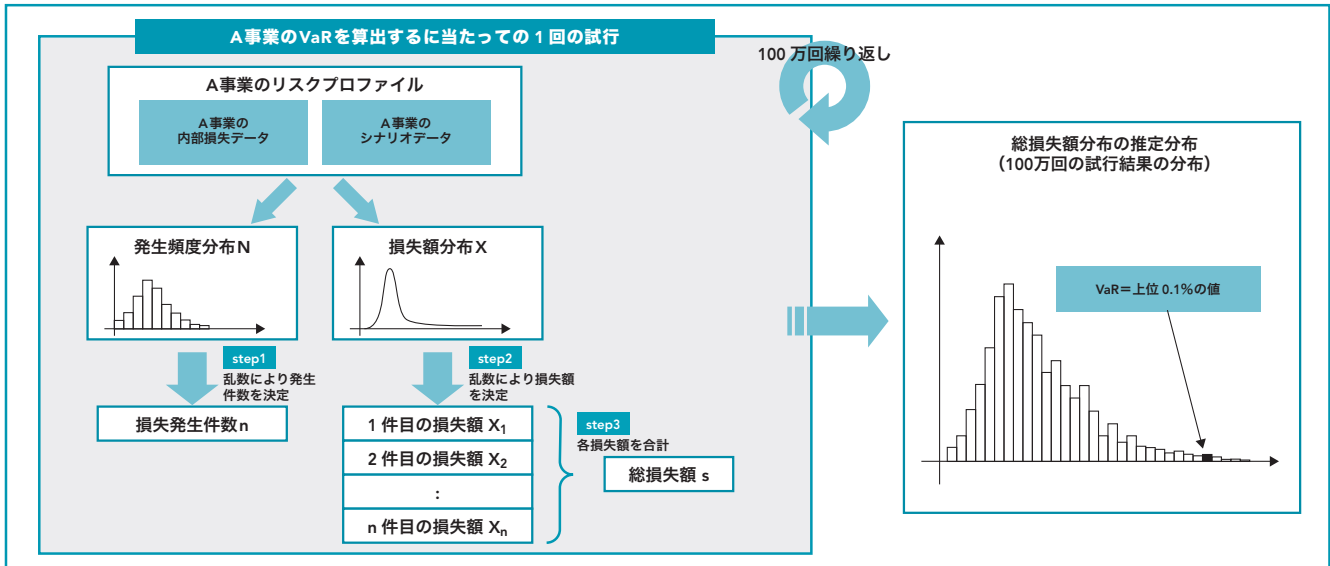 A事業のVaRを算出するに当たっての1回の試行
100 万回繰り返し
A事業のリスクプロファイル
A事業の
内部損失データ
A事業の
シナリオデータ
発生頻度分布N
損失額分布X
step1
乱数により発生
件数を決定
step2
乱数により損失額
を決定
損失発生件数n
1 件目の損失額 X1
2 件目の損失額 X2
:
n 件目の損失額 Xn
step3
各損失額を合計
総損失額 s
総損失額分布の推定分布
（100万回の試行結果の分布）
VaR＝上位 0.1％の値